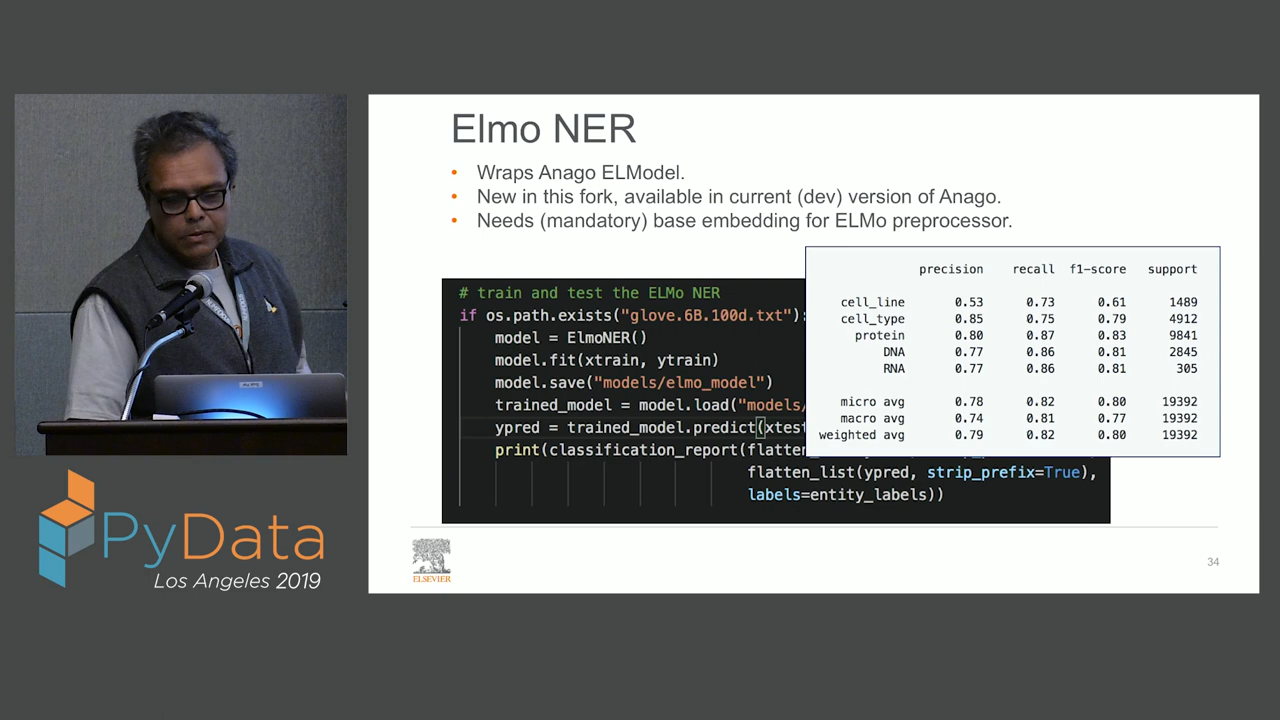 Elmo NER
• Wraps Anago ELModel.
• New in this fork, available in current (dev) version of Anago.
• Needs (mandatory) base embedding for ELMo preprocessor.
# train and test the ELMo NER
if os.path.exists("glove.6B.100d.txt"):
model = ElmoNER()
model.fit(xtrain, ytrain)
model.save("models/elmo_model")
trained_model = model.load("models/
ypred = trained_model.predict(xtest
print(classification_report(flatten_
flatten_list(ypred, strip_prefix=True),
labels=entity_labels))
precision recall f1-score support
cell_line 0.53 0.73 0.61 1489
cell_type 0.85 0.75 0.79 4912
protein 0.80 0.87 0.83 9841
DNA 0.77 0.86 0.81 2845
RNA 0.77 0.86 0.81 305
micro avg 0.78 0.82 0.80 19392
macro avg 0.74 0.81 0.77 19392
weighted avg 0.79 0.82 0.80 19392
ELSEVIER
34
PyData
Los Angeles 2019